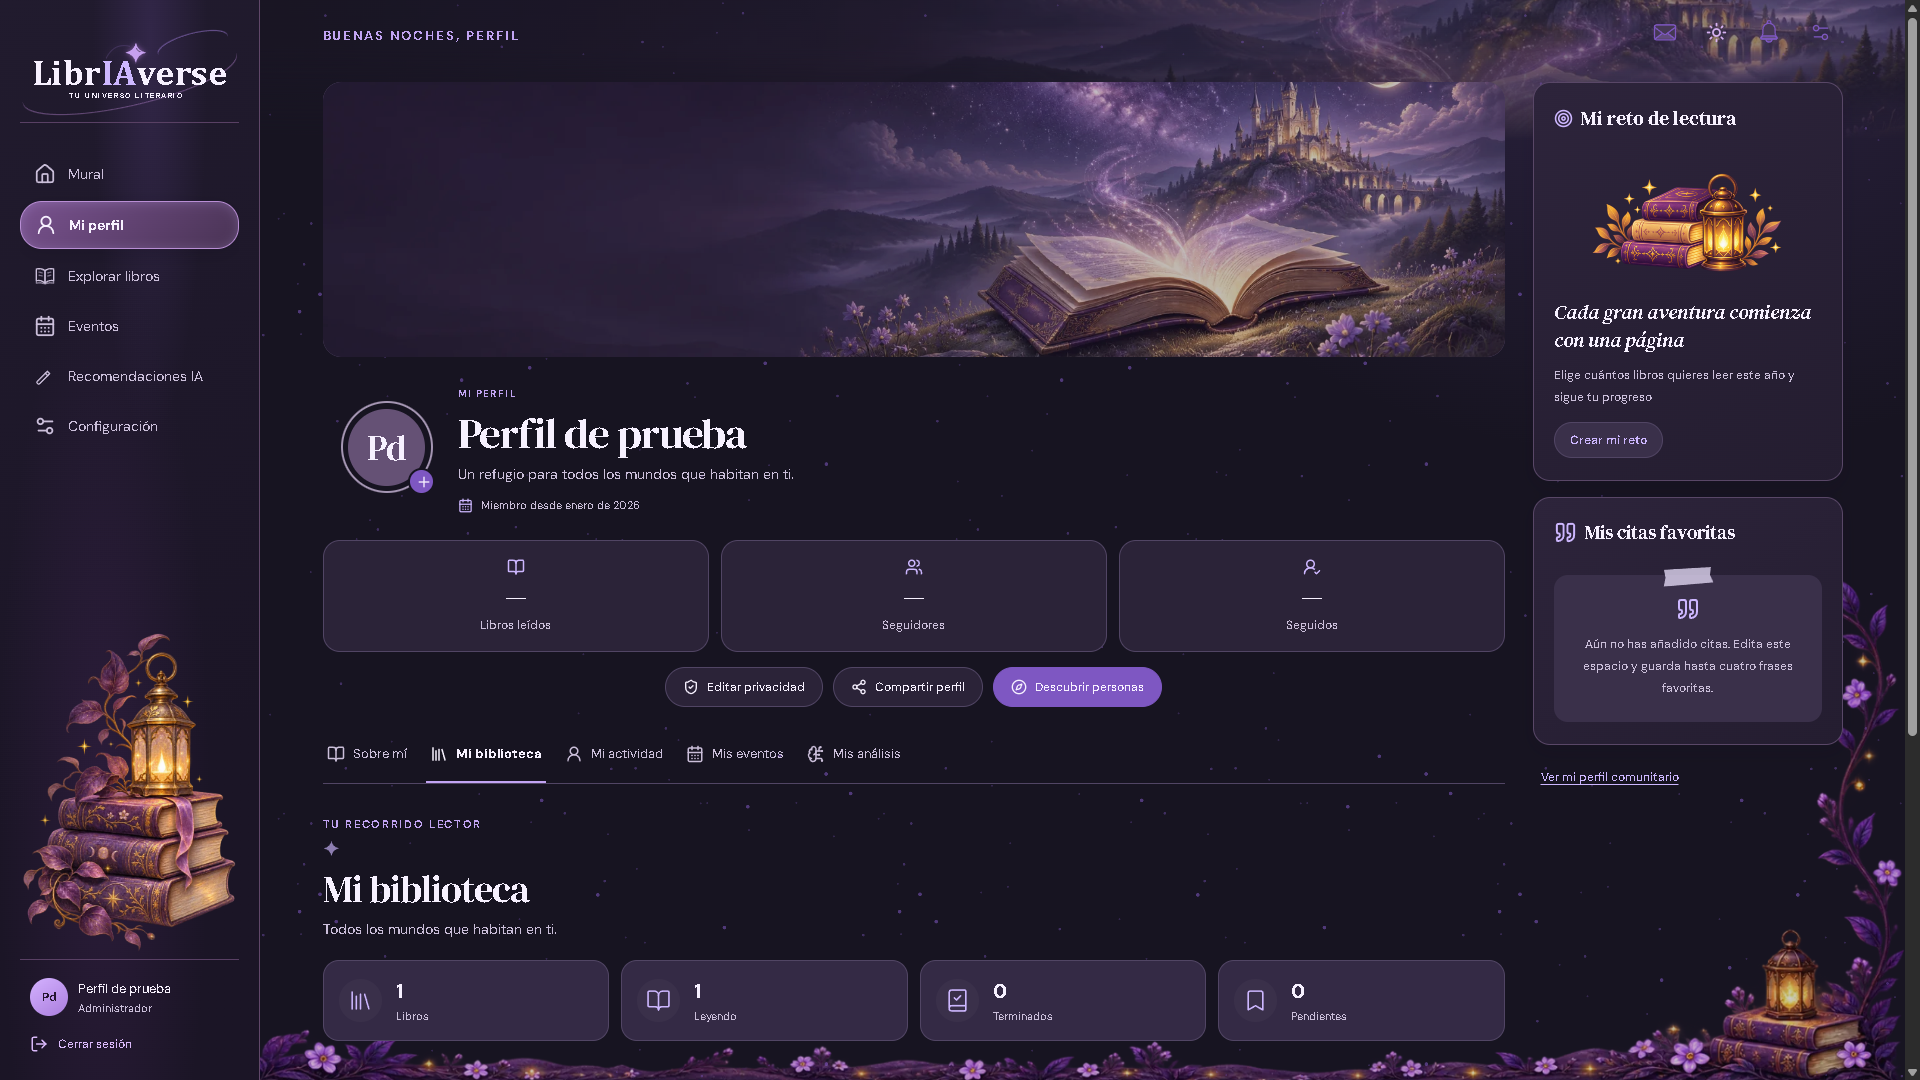 LibrIAverse
TU UNIVERSO LITERARIO
Mural
Mi perfil
Explorar libros
Eventos
Recomendaciones IA
Configuración
Pd
Perfil de prueba
Administrador
Cerrar sesión
BUENAS NOCHES, PERFIL
Pd
MI PERFIL
Perfil de prueba
Un refugio para todos los mundos que habitan en ti.
Miembro desde enero de 2026
—
Libros leídos
—
Seguidores
—
Seguidos
Editar privacidad
Compartir perfil
Descubrir personas
Sobre mí
Mi biblioteca
Mi actividad
Mis eventos
Mis análisis
TU RECORRIDO LECTOR
Mi biblioteca
Todos los mundos que habitan en ti.
1
Libros
1
Leyendo
0
Terminados
0
Pendientes
Mi reto de lectura
Cada gran aventura comienza
con una página
Elige cuántos libros quieres leer este año y
sigue tu progreso
Crear mi reto
Mis citas favoritas
Aún no has añadido citas. Edita este
espacio y guarda hasta cuatro frases
favoritas.
Ver mi perfil comunitario